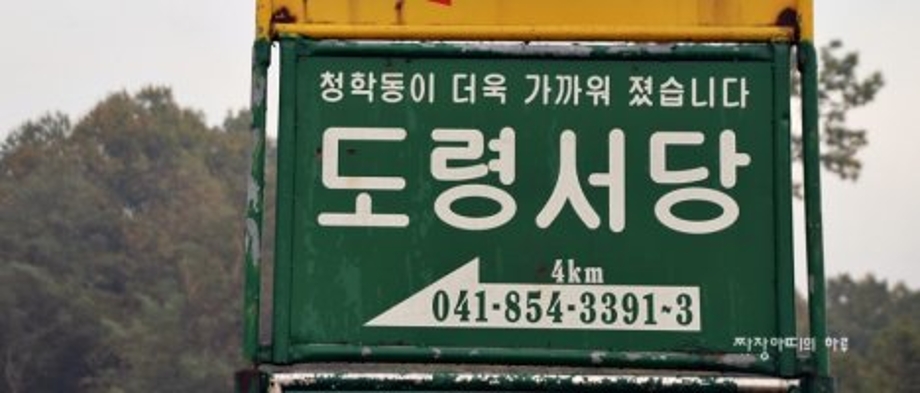 청학동이 더욱 가까워 졌습니다
도령서당
4km
041-854-3391~3
짜장아띠의 하루